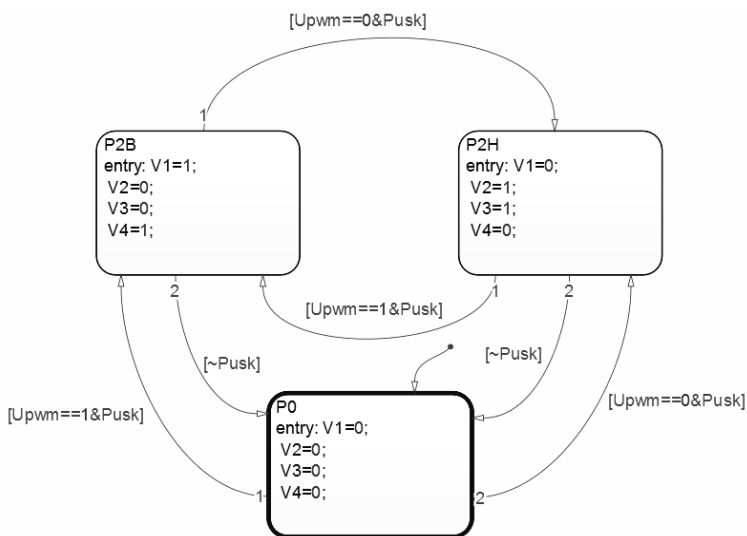 [Upwm==0&Pusk]
1
P2B
entry: V1=1;
V2=0;
V3=0;
V4=1;
P2H
entry: V1=0;
V2=1;
V3=1;
V4=0;
2
1
2
[Upwm==1&Pusk]
[~Pusk]
[~Pusk]
[Upwm==1&Pusk]
[Upwm==0&Pusk]
P0
entry: V1=0;
V2=0;
V3=0;
V4=0;
1
2